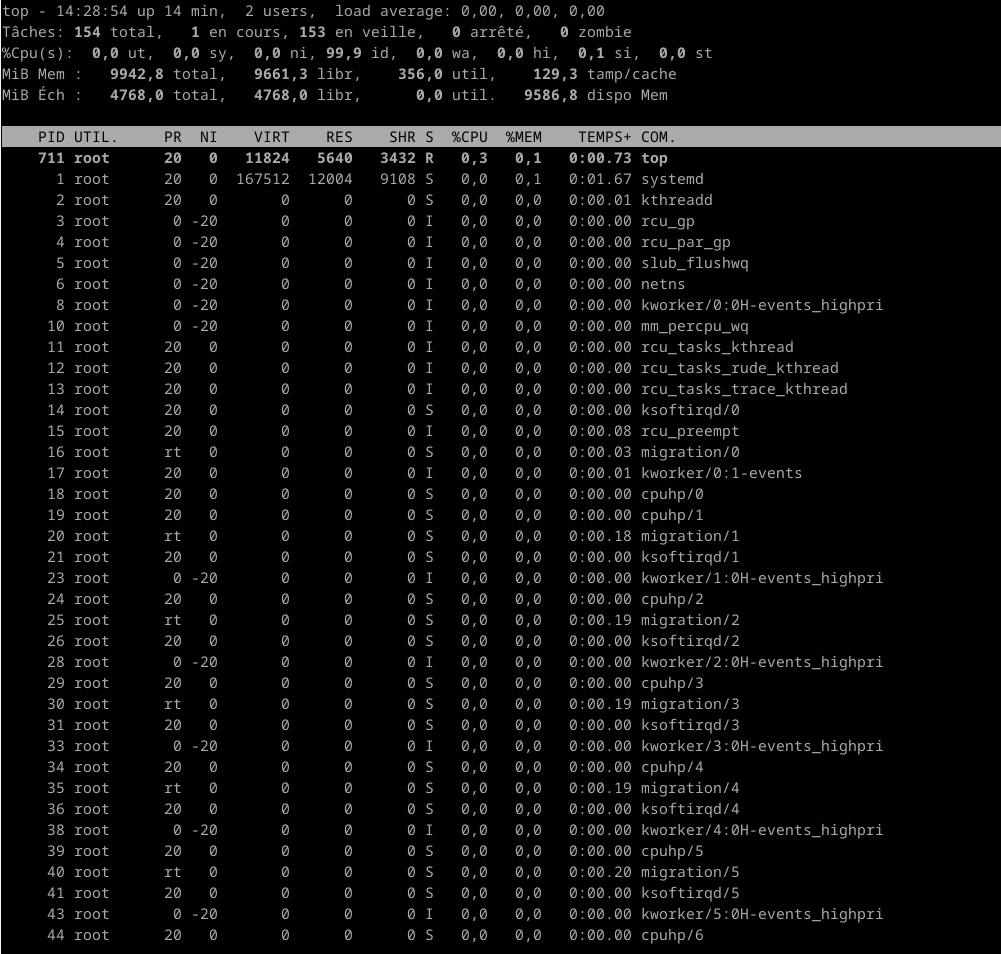 top - 14:28:54 up 14 min,  2 users,  load average: 0,00, 0,00, 0,00
Tâches: 154 total,   1 en cours, 153 en veille,   0 arrêté,   0 zombie
%Cpu(s):  0,0 ut,  0,0 sy,  0,0 ni, 99,9 id,  0,0 wa,  0,0 hi,  0,1 si,  0,0 st
MiB Mem :   9942,8 total,   9661,3 libr,    356,0 util,    129,3 tamp/cache
MiB Éch :   4768,0 total,   4768,0 libr,      0,0 util.   9586,8 dispo Mem
PID UTIL.     PR  NI    VIRT    RES    SHR S  %CPU  %MEM    TEMPS+ COM.
711 root      20   0   11824   5640   3432 R   0,3   0,1   0:00.73 top
1 root      20   0  167512  12004   9108 S   0,0   0,1   0:01.67 systemd
2 root      20   0       0      0      0 S   0,0   0,0   0:00.01 kthreadd
3 root       0 -20       0      0      0 I   0,0   0,0   0:00.00 rcu_gp
4 root       0 -20       0      0      0 I   0,0   0,0   0:00.00 rcu_par_gp
5 root       0 -20       0      0      0 I   0,0   0,0   0:00.00 slub_flushwq
6 root       0 -20       0      0      0 I   0,0   0,0   0:00.00 netns
8 root       0 -20       0      0      0 I   0,0   0,0   0:00.00 kworker/0:0H-events_highpri
10 root       0 -20       0      0      0 I   0,0   0,0   0:00.00 mm_percpu_wq
11 root      20   0       0      0      0 I   0,0   0,0   0:00.00 rcu_tasks_kthread
12 root      20   0       0      0      0 I   0,0   0,0   0:00.00 rcu_tasks_rude_kthread
13 root      20   0       0      0      0 I   0,0   0,0   0:00.00 rcu_tasks_trace_kthread
14 root      20   0       0      0      0 S   0,0   0,0   0:00.00 ksoftirqd/0
15 root      20   0       0      0      0 I   0,0   0,0   0:00.08 rcu_preempt
16 root      rt   0       0      0      0 S   0,0   0,0   0:00.03 migration/0
17 root      20   0       0      0      0 I   0,0   0,0   0:00.01 kworker/0:1-events
18 root      20   0       0      0      0 S   0,0   0,0   0:00.00 cpuhp/0
19 root      20   0       0      0      0 S   0,0   0,0   0:00.00 cpuhp/1
20 root      rt   0       0      0      0 S   0,0   0,0   0:00.18 migration/1
21 root      20   0       0      0      0 S   0,0   0,0   0:00.00 ksoftirqd/1
23 root       0 -20       0      0      0 I   0,0   0,0   0:00.00 kworker/1:0H-events_highpri
24 root      20   0       0      0      0 S   0,0   0,0   0:00.00 cpuhp/2
25 root      rt   0       0      0      0 S   0,0   0,0   0:00.19 migration/2
26 root      20   0       0      0      0 S   0,0   0,0   0:00.00 ksoftirqd/2
28 root       0 -20       0      0      0 I   0,0   0,0   0:00.00 kworker/2:0H-events_highpri
29 root      20   0       0      0      0 S   0,0   0,0   0:00.00 cpuhp/3
30 root      rt   0       0      0      0 S   0,0   0,0   0:00.19 migration/3
31 root      20   0       0      0      0 S   0,0   0,0   0:00.00 ksoftirqd/3
33 root       0 -20       0      0      0 I   0,0   0,0   0:00.00 kworker/3:0H-events_highpri
34 root      20   0       0      0      0 S   0,0   0,0   0:00.00 cpuhp/4
35 root      rt   0       0      0      0 S   0,0   0,0   0:00.19 migration/4
36 root      20   0       0      0      0 S   0,0   0,0   0:00.00 ksoftirqd/4
38 root       0 -20       0      0      0 I   0,0   0,0   0:00.00 kworker/4:0H-events_highpri
39 root      20   0       0      0      0 S   0,0   0,0   0:00.00 cpuhp/5
40 root      rt   0       0      0      0 S   0,0   0,0   0:00.20 migration/5
41 root      20   0       0      0      0 S   0,0   0,0   0:00.00 ksoftirqd/5
43 root       0 -20       0      0      0 I   0,0   0,0   0:00.00 kworker/5:0H-events_highpri
44 root      20   0       0      0      0 S   0,0   0,0   0:00.00 cpuhp/6